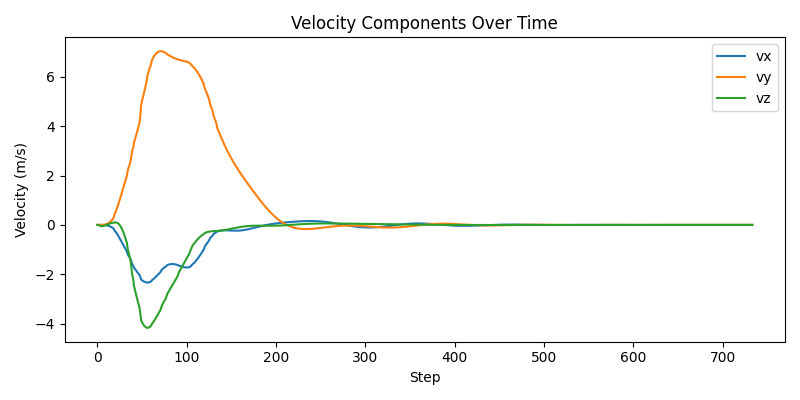 Velocity Components Over Time
Velocity (m/s)
6
4
2
0
−2
−4
vx
vy
vz
0 100 200 300 400 500 600 700
Step